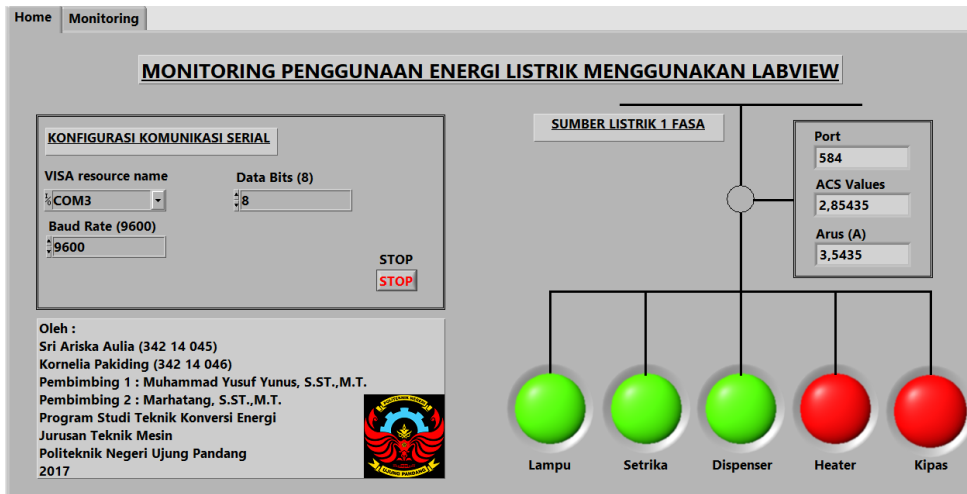 Home
Monitoring
MONITORING PENGGUNAAN ENERGI LISTRIK MENGGUNAKAN LABVIEW
KONFIGURASI KOMUNIKASI SERIAL
VISA resource name
COM3
Data Bits (8)
8
Baud Rate (9600)
9600
STOP
STOP
Oleh :
Sri Ariska Aulia (342 14 045)
Kornelia Pakiding (342 14 046)
Pembimbing 1 : Muhammad Yusuf Yunus, S.ST.,M.T.
Pembimbing 2 : Marhatang, S.ST.,M.T.
Program Studi Teknik Konversi Energi
Jurusan Teknik Mesin
Politeknik Negeri Ujung Pandang
2017
POLITEKNIK NEGERI
UJUNG PANDANG
SUMBER LISTRIK 1 FASA
Port
584
ACS Values
2,85435
Arus (A)
3,5435
Lampu
Setrika
Dispenser
Heater
Kipas